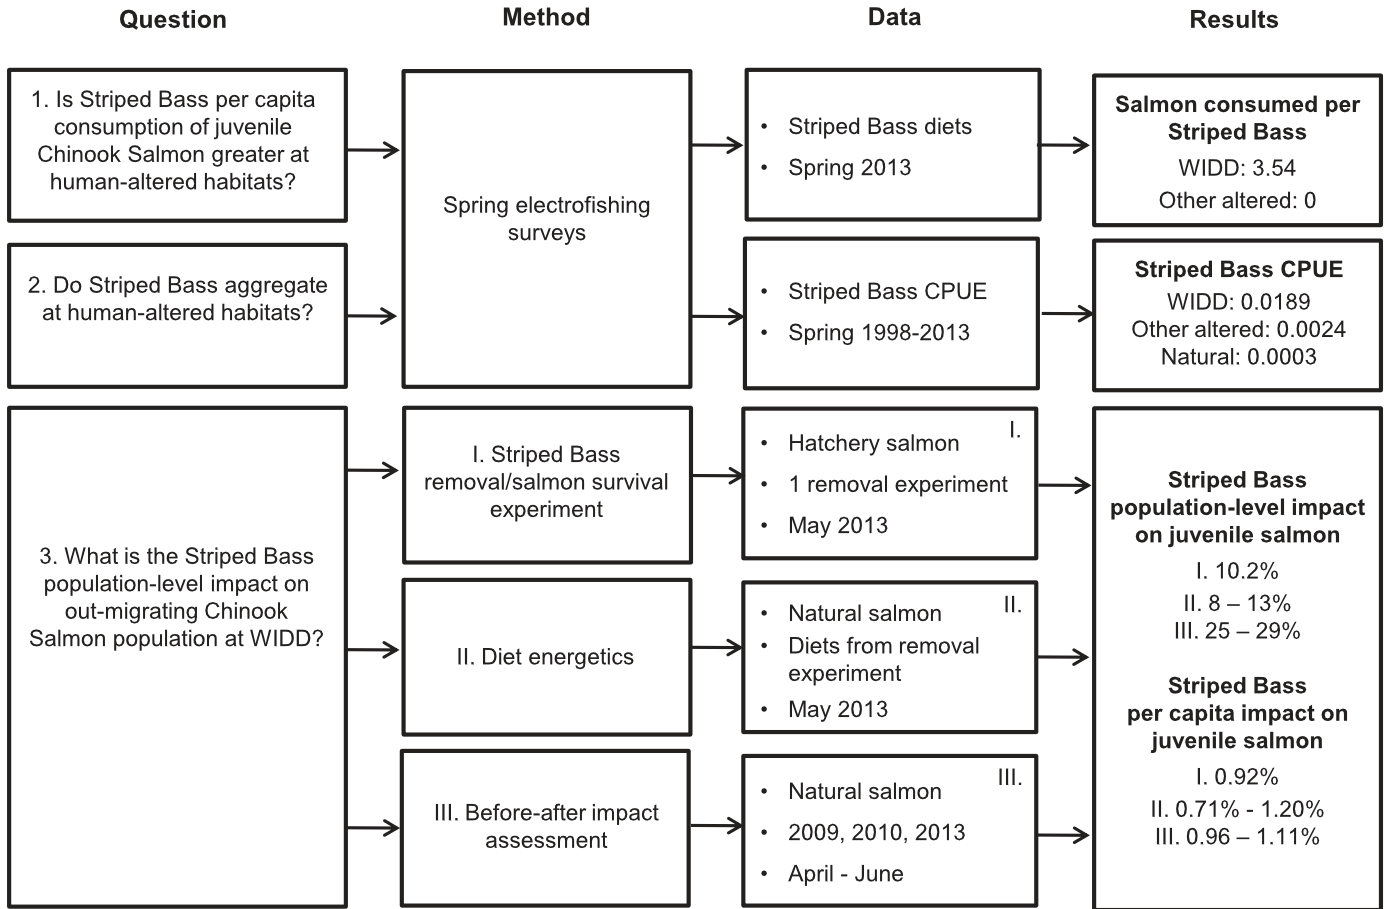 Question
Method
Data
Results
1. Is Striped Bass per capita
consumption of juvenile
Chinook Salmon greater at
human-altered habitats?
Spring electrofishing
surveys
• Striped Bass diets
• Spring 2013
Salmon consumed per
Striped Bass
WIDD: 3.54
Other altered: 0
2. Do Striped Bass aggregate
at human-altered habitats?
• Striped Bass CPUE
• Spring 1998-2013
Striped Bass CPUE
WIDD: 0.0189
Other altered: 0.0024
Natural: 0.0003
3. What is the Striped Bass
population-level impact on
out-migrating Chinook
Salmon population at WIDD?
I. Striped Bass
removal/salmon survival
experiment
I.
• Hatchery salmon
• 1 removal experiment
• May 2013
II. Diet energetics
II.
• Natural salmon
• Diets from removal
experiment
• May 2013
III. Before-after impact
assessment
III.
• Natural salmon
• 2009, 2010, 2013
• April - June
Striped Bass
population-level impact
on juvenile salmon
I. 10.2%
II. 8 – 13%
III. 25 – 29%
Striped Bass
per capita impact on
juvenile salmon
I. 0.92%
II. 0.71% - 1.20%
III. 0.96 – 1.11%